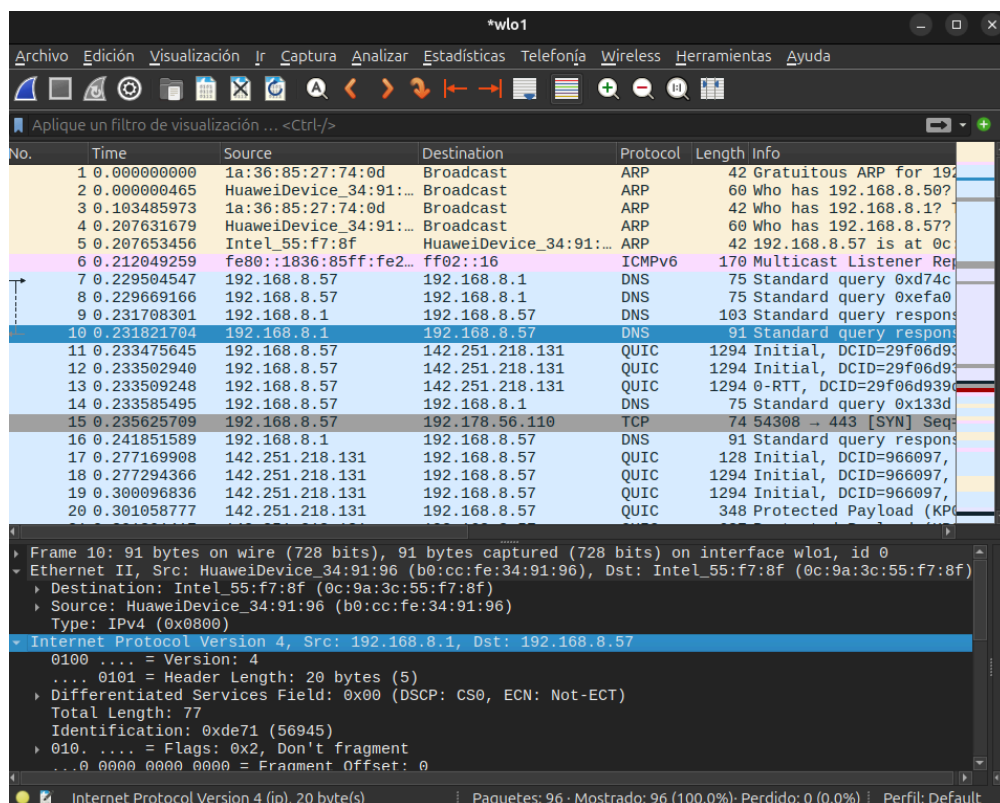 *wlo1
Archivo Edición Visualización Ir Captura Analizar Estadísticas Telefonía Wireless Herramientas Ayuda
Aplique un filtro de visualización … <Ctrl-/>
No. Time Source Destination Protocol Length Info
1 0.000000000 1a:36:85:27:74:0d Broadcast ARP 42 Gratuitous ARP for 192
2 0.000000465 HuaweiDevice_34:91:… Broadcast ARP 60 Who has 192.168.8.50?
3 0.103485973 1a:36:85:27:74:0d Broadcast ARP 42 Who has 192.168.8.1?
4 0.207631679 HuaweiDevice_34:91:… Broadcast ARP 60 Who has 192.168.8.57?
5 0.207653456 Intel_55:f7:8f HuaweiDevice_34:91:… ARP 42 192.168.8.57 is at 0c:
6 0.212049259 fe80::1836:85ff:fe2… ff02::16 ICMPv6 170 Multicast Listener Rep
7 0.229504547 192.168.8.57 192.168.8.1 DNS 75 Standard query 0xd74c
8 0.229669166 192.168.8.57 192.168.8.1 DNS 75 Standard query 0xefa0
9 0.231708301 192.168.8.1 192.168.8.57 DNS 103 Standard query respons
10 0.231821704 192.168.8.1 192.168.8.57 DNS 91 Standard query respons
11 0.233475645 192.168.8.57 142.251.218.131 QUIC 1294 Initial, DCID=29f06d93
12 0.233502940 192.168.8.57 142.251.218.131 QUIC 1294 Initial, DCID=29f06d93
13 0.233509248 192.168.8.57 142.251.218.131 QUIC 1294 0-RTT, DCID=29f06d939
14 0.233585495 192.168.8.57 192.168.8.1 DNS 75 Standard query 0x133d
15 0.235625709 192.168.8.57 192.178.56.110 TCP 74 54308 → 443 [SYN] Seq=
16 0.241851589 192.168.8.1 192.168.8.57 DNS 91 Standard query respons
17 0.277169908 142.251.218.131 192.168.8.57 QUIC 128 Initial, DCID=966097,
18 0.277294366 142.251.218.131 192.168.8.57 QUIC 1294 Initial, DCID=966097,
19 0.300096836 142.251.218.131 192.168.8.57 QUIC 1294 Initial, DCID=966097,
20 0.301058777 142.251.218.131 192.168.8.57 QUIC 348 Protected Payload (KP0
Frame 10: 91 bytes on wire (728 bits), 91 bytes captured (728 bits) on interface wlo1, id 0
Ethernet II, Src: HuaweiDevice_34:91:96 (b0:cc:fe:34:91:96), Dst: Intel_55:f7:8f (0c:9a:3c:55:f7:8f)
Destination: Intel_55:f7:8f (0c:9a:3c:55:f7:8f)
Source: HuaweiDevice_34:91:96 (b0:cc:fe:34:91:96)
Type: IPv4 (0x0800)
Internet Protocol Version 4, Src: 192.168.8.1, Dst: 192.168.8.57
0100 .... = Version: 4
.... 0101 = Header Length: 20 bytes (5)
Differentiated Services Field: 0x00 (DSCP: CS0, ECN: Not-ECT)
Total Length: 77
Identification: 0xde71 (56945)
010. .... = Flags: 0x2, Don't fragment
...0 0000 0000 0000 = Fragment Offset: 0
Internet Protocol Version 4 (ip), 20 byte(s) Paquetes: 96 · Mostrado: 96 (100.0%)· Perdido: 0 (0.0%) Perfil: Default